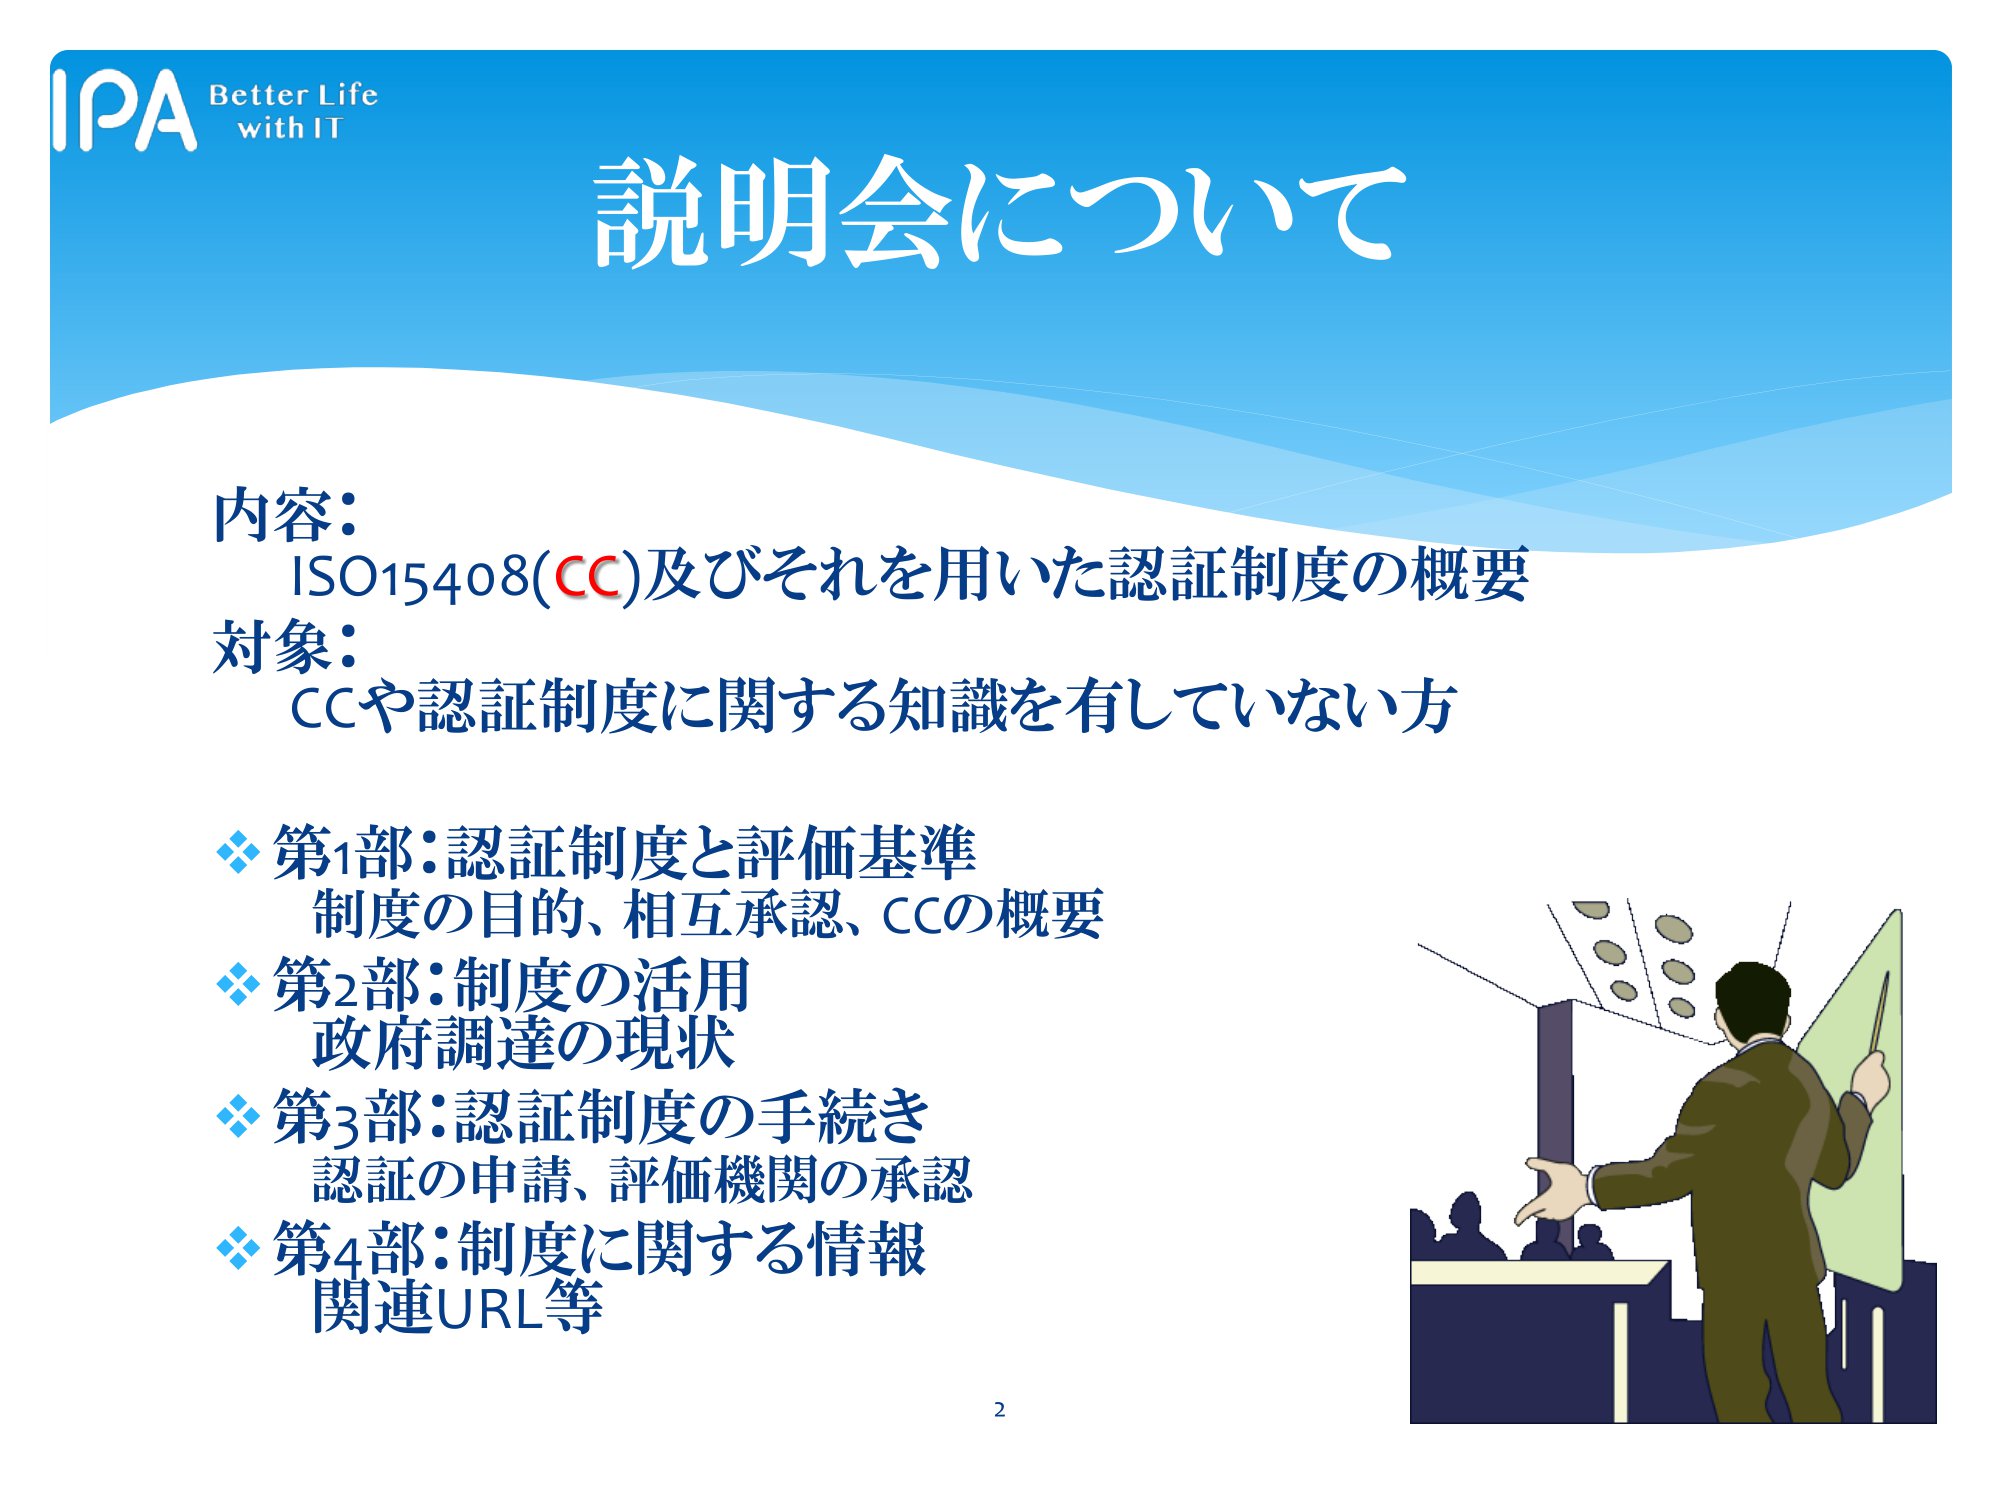 IPA Better Life
with IT
説明会について
内容：
ISO15408(CC)及びそれを用いた認証制度の概要
対象：
CCや認証制度に関する知識を有していない方
第1部：認証制度と評価基準
制度の目的、相互承認、CCの概要
第2部：制度の活用
政府調達の現状
第3部：認証制度の手続き
認証の申請、評価機関の承認
第4部：制度に関する情報
関連URL等
2